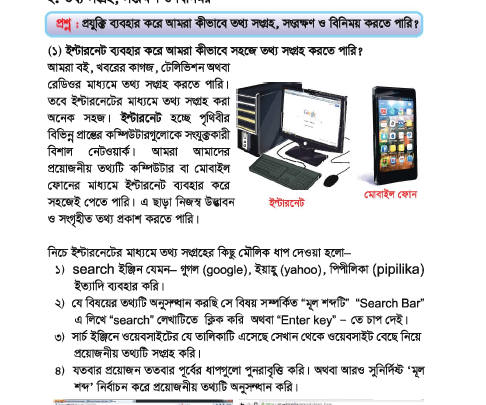 ২. তথ্য সংগ্রহ, সংরক্ষণ ও বিনিময়
প্রশ্ন : প্রযুক্তি ব্যবহার করে আমরা কীভাবে তথ্য সংগ্রহ, সংরক্ষণ ও বিনিময় করতে পারি?
(১) ইন্টারনেট ব্যবহার করে আমরা কীভাবে সহজে তথ্য সংগ্রহ করতে পারি?
আমরা বই, খবরের কাগজ, টেলিভিশন অথবা
রেডিওর মাধ্যমে তথ্য সংগ্রহ করতে পারি।
তবে ইন্টারনেটের মাধ্যমে তথ্য সংগ্রহ করা
অনেক সহজ। ইন্টারনেট হচ্ছে পৃথিবীর
বিভিন্ন প্রান্তের কম্পিউটারগুলোকে সংযুক্তকারী
বিশাল নেটওয়ার্ক। আমরা আমাদের
প্রয়োজনীয় তথ্যটি কম্পিউটার বা মোবাইল
ফোনের মাধ্যমে ইন্টারনেট ব্যবহার করে
সহজেই পেতে পারি। এ ছাড়া নিজস্ব উদ্ভাবন
ও সংগৃহীত তথ্য প্রকাশ করতে পারি।
ইন্টারনেট
মোবাইল ফোন
নিচে ইন্টারনেটের মাধ্যমে তথ্য সংগ্রহের কিছু মৌলিক ধাপ দেওয়া হলো–
১) search ইঞ্জিন যেমন– গুগল (google), ইয়াহু (yahoo), পিপীলিকা (pipilika)
ইত্যাদি ব্যবহার করি।
২) যে বিষয়ের তথ্যটি অনুসন্ধান করছি সে বিষয় সম্পর্কিত “মূল শব্দটি” “Search Bar”
এ লিখে “search” লেখাটিতে ক্লিক করি অথবা “Enter key” – তে চাপ দেই।
৩) সার্চ ইঞ্জিনে ওয়েবসাইটের যে তালিকাটি এসেছে সেখান থেকে ওয়েবসাইট বেছে নিয়ে
প্রয়োজনীয় তথ্যটি সংগ্রহ করি।
৪) যতবার প্রয়োজন ততবার পূর্বের ধাপগুলো পুনরাবৃত্তি করি। অথবা আরও সুনির্দিষ্ট ‘মূল
শব্দ’ নির্বাচন করে প্রয়োজনীয় তথ্যটি অনুসন্ধান করি।